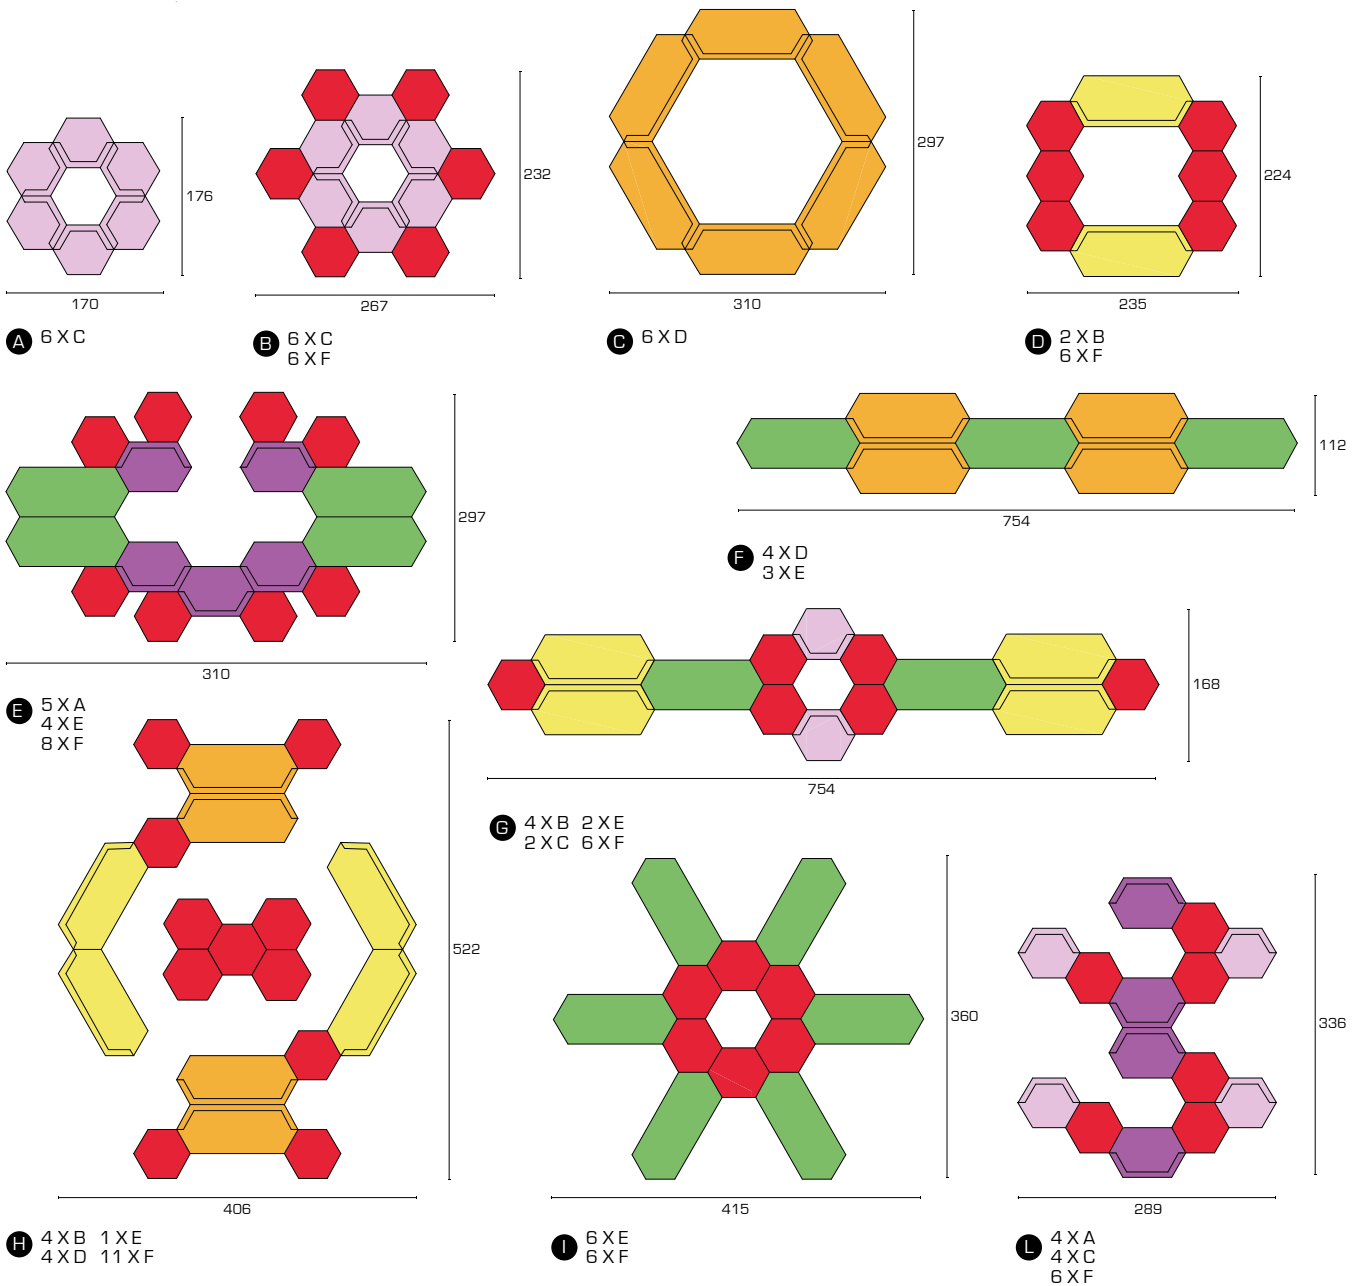 176
170
A 6 X C
232
267
B 6 X C
6 X F
297
310
C 6 X D
224
235
D 2 X B
6 X F
297
310
E 5 X A
4 X E
8 X F
112
754
F 4 X D
3 X E
168
754
G 4 X B 2 X E
2 X C 6 X F
522
406
H 4 X B 1 X E
4 X D 11 X F
360
415
I 6 X E
6 X F
336
289
L 4 X A
4 X C
6 X F